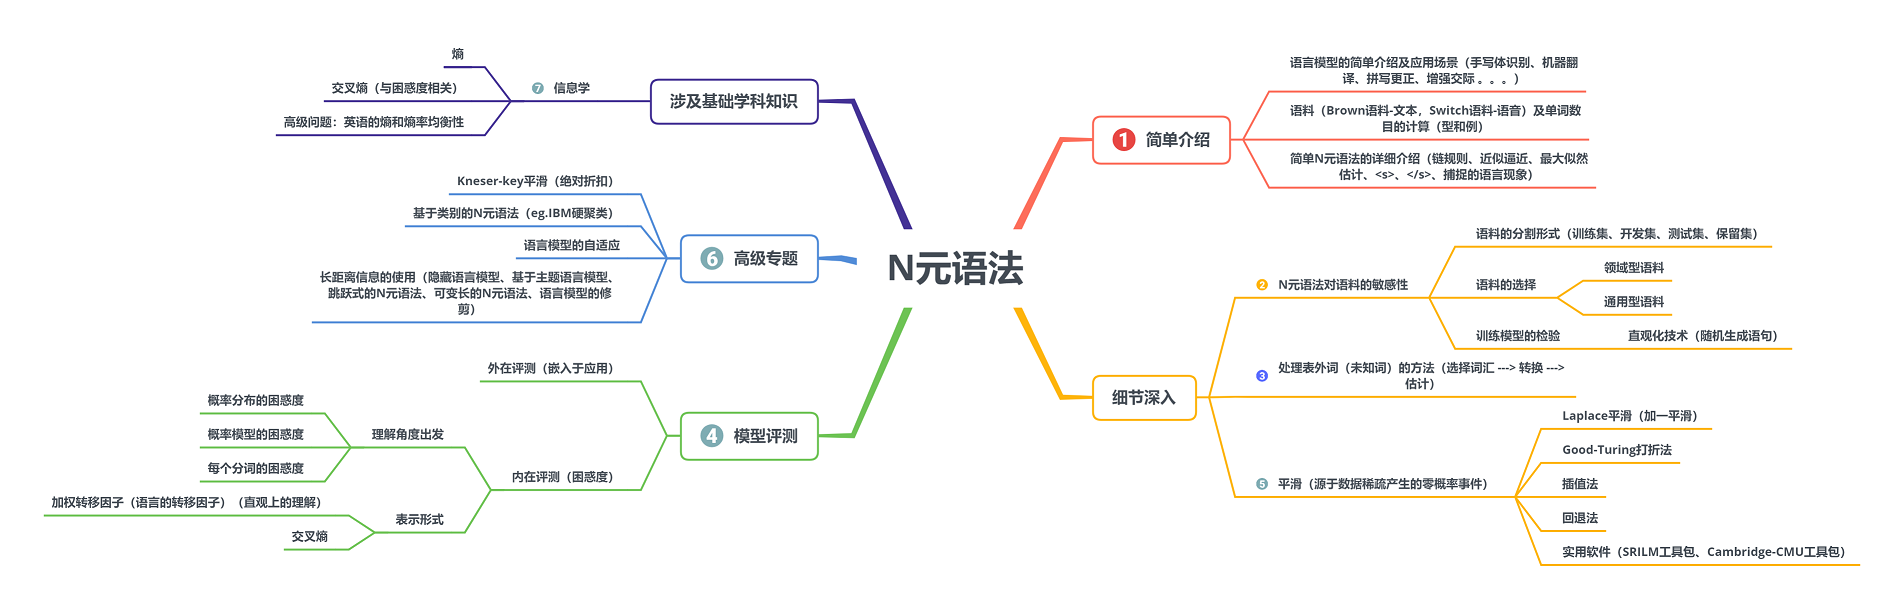 N元语法
1 简单介绍
语言模型的简单介绍及应用场景（手写体识别、机器翻
译、拼写更正、增强交际 。。。）
语料（Brown语料-文本，Switch语料-语音）及单词数
目的计算（型和例）
简单N元语法的详细介绍（链规则、近似逼近、最大似然
估计、<s>、</s>、捕捉的语言现象）
细节深入
2 N元语法对语料的敏感性
语料的分割形式（训练集、开发集、测试集、保留集）
语料的选择
领域型语料
通用型语料
训练模型的检验
直观化技术（随机生成语句）
3 处理表外词（未知词）的方法（选择词汇 ---> 转换 --->
估计）
5 平滑（源于数据稀疏产生的零概率事件）
Laplace平滑（加一平滑）
Good-Turing打折法
插值法
回退法
实用软件（SRILM工具包、Cambridge-CMU工具包）
4 模型评测
外在评测（嵌入于应用）
内在评测（困惑度）
理解角度出发
概率分布的困惑度
概率模型的困惑度
每个分词的困惑度
表示形式
加权转移因子（语言的转移因子）（直观上的理解）
交叉熵
6 高级专题
Kneser-key平滑（绝对折扣）
基于类别的N元语法（eg.IBM硬聚类）
语言模型的自适应
长距离信息的使用（隐藏语言模型、基于主题语言模型、
跳跃式的N元语法、可变长的N元语法、语言模型的修
剪）
涉及基础学科知识
7 信息学
熵
交叉熵（与困惑度相关）
高级问题：英语的熵和熵率均衡性